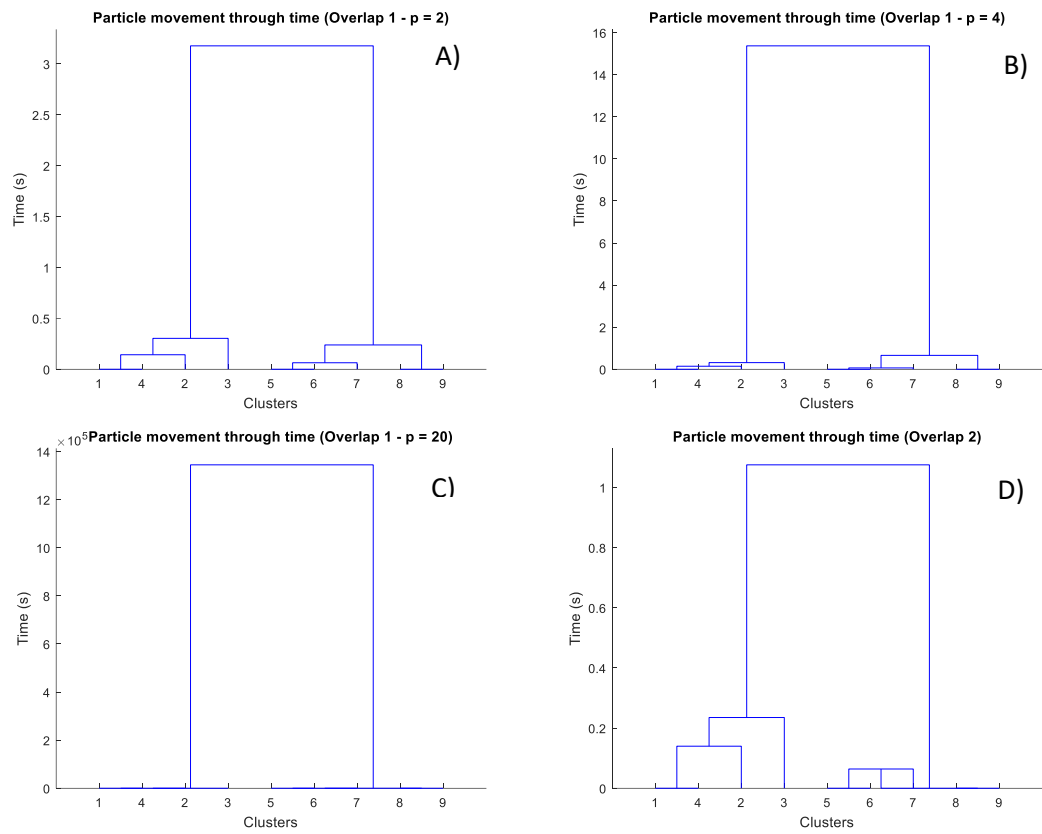 Particle movement through time (Overlap 1 - p = 2)
A)
3
2.5
2
1.5
1
0.5
0
Time (s)
1 4 2 3 5 6 7 8 9
Clusters
Particle movement through time (Overlap 1 - p = 4)
B)
16
14
12
10
8
6
4
2
0
Time (s)
1 4 2 3 5 6 7 8 9
Clusters
×10⁵ Particle movement through time (Overlap 1 - p = 20)
C)
14
12
10
8
6
4
2
0
Time (s)
1 4 2 3 5 6 7 8 9
Clusters
Particle movement through time (Overlap 2)
D)
1
0.8
0.6
0.4
0.2
0
Time (s)
1 4 2 3 5 6 7 8 9
Clusters